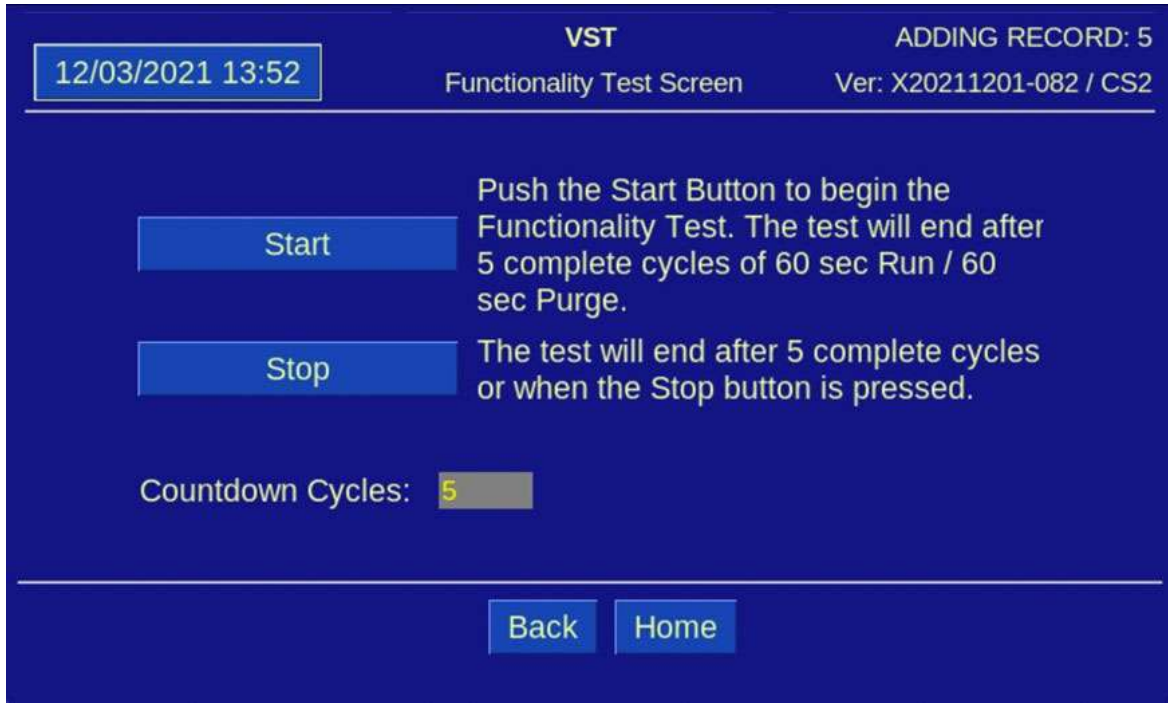 12/03/2021 13:52
VST
Functionality Test Screen
ADDING RECORD: 5
Ver: X20211201-082 / CS2
Start
Push the Start Button to begin the
Functionality Test. The test will end after
5 complete cycles of 60 sec Run / 60
sec Purge.
Stop
The test will end after 5 complete cycles
or when the Stop button is pressed.
Countdown Cycles: 5
Back
Home